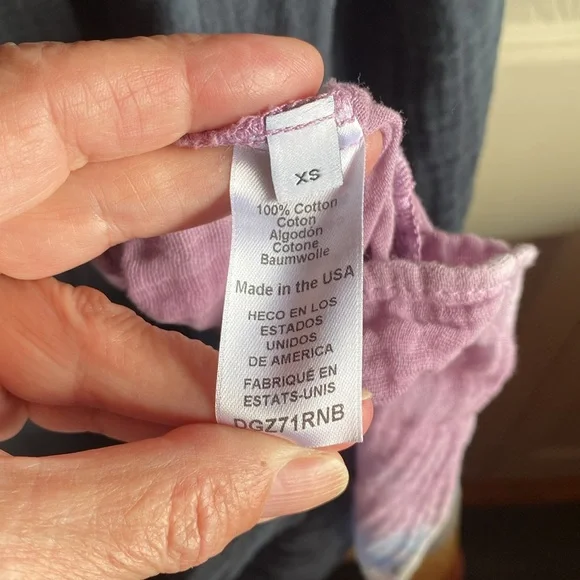 XS
100% Cotton
Coton
Algodón
Cotone
Baumwolle
Made in the USA
HECO EN LOS
ESTADOS
UNIDOS
DE AMERICA
FABRIQUÉ EN
ESTATS-UNIS
DGZ71RNB